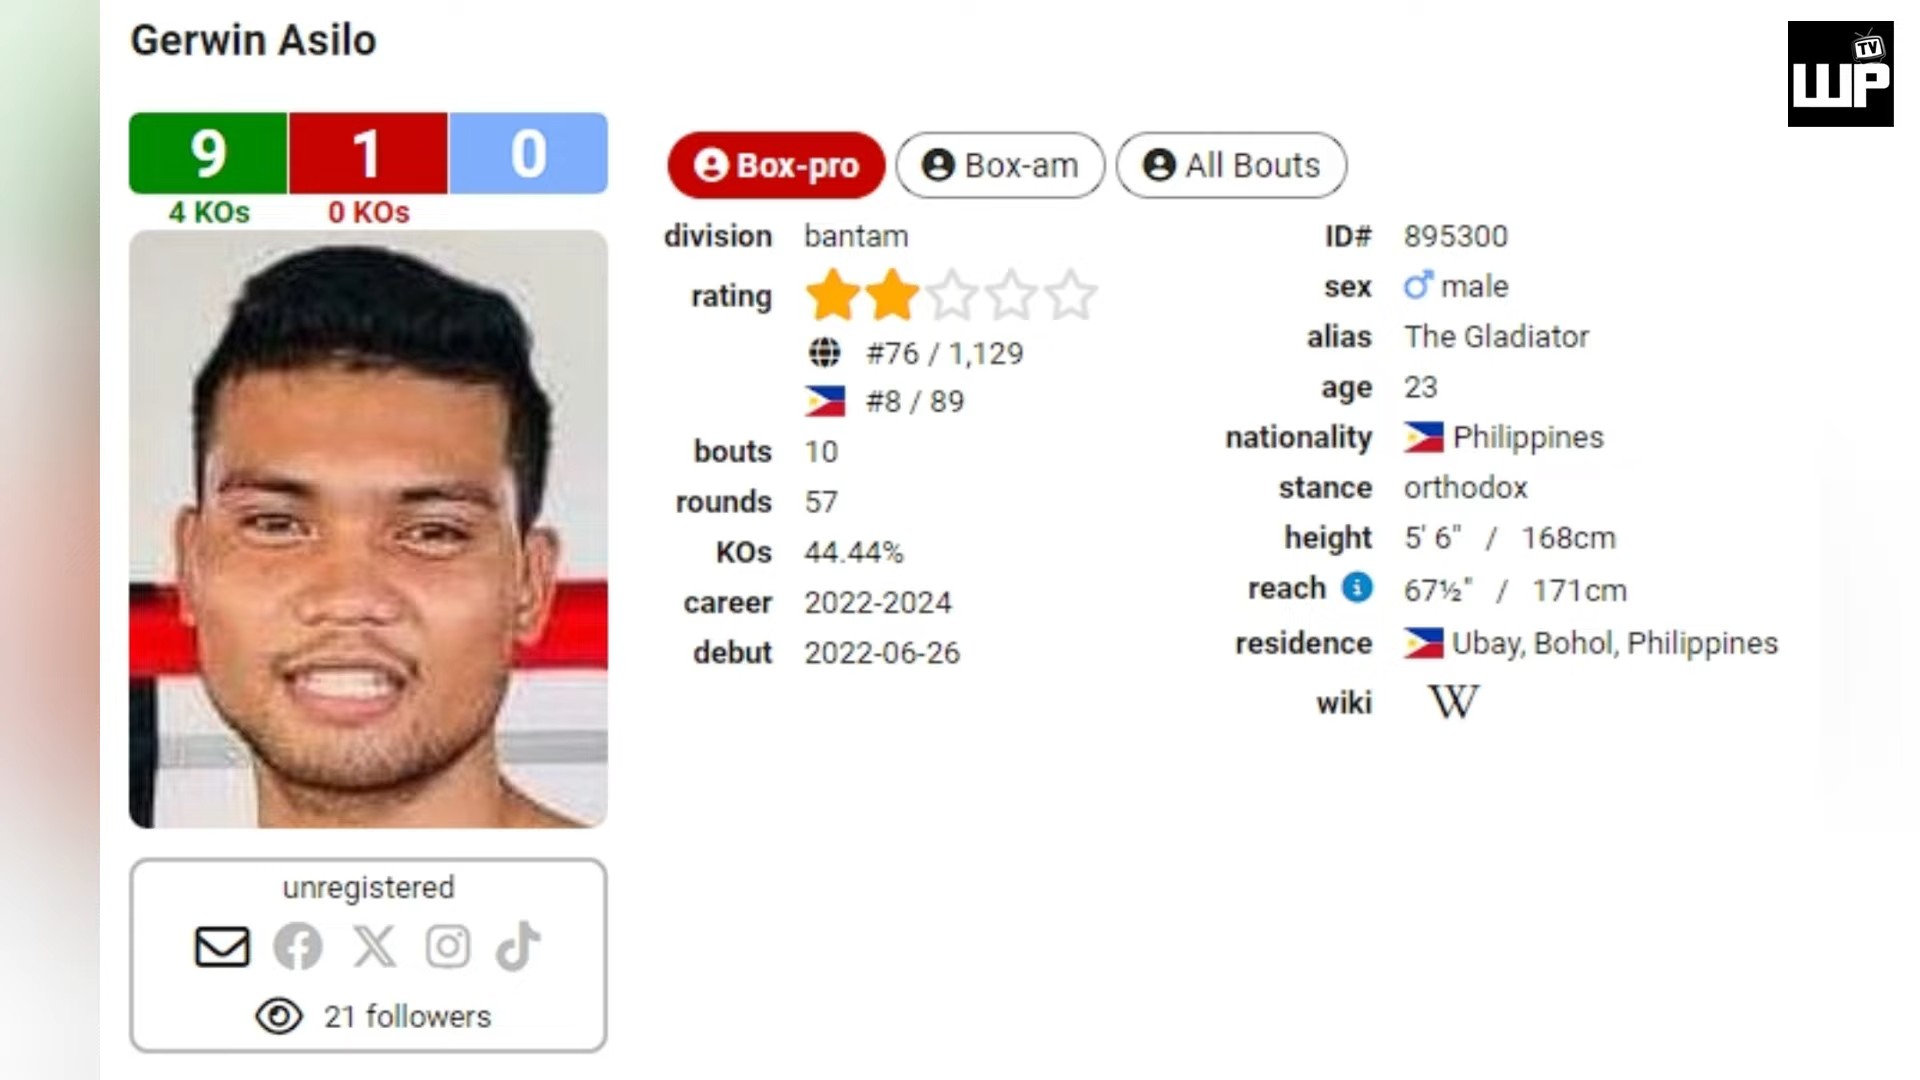 Gerwin Asilo
TV
WP
9 1 0
4 KOs 0 KOs
Box-pro Box-am All Bouts
division bantam
rating
#76 / 1,129
#8 / 89
bouts 10
rounds 57
KOs 44.44%
career 2022-2024
debut 2022-06-26
ID# 895300
sex male
alias The Gladiator
age 23
nationality Philippines
stance orthodox
height 5' 6" / 168cm
reach i 67½" / 171cm
residence Ubay, Bohol, Philippines
wiki W
unregistered
21 followers